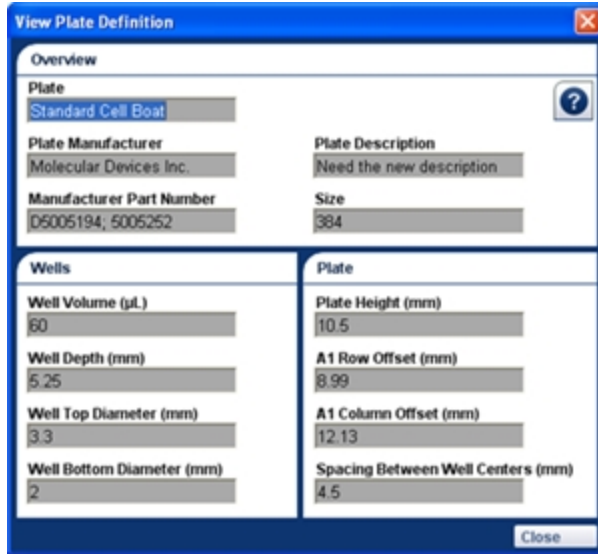 View Plate Definition
Overview
Plate
Standard Cell Boat
Plate Manufacturer
Plate Description
Molecular Devices Inc.
Need the new description
Manufacturer Part Number
Size
D5005194; 5005252
384
Wells
Well Volume (µL)
60
Well Depth (mm)
5.25
Well Top Diameter (mm)
3.3
Well Bottom Diameter (mm)
2
Plate
Plate Height (mm)
10.5
A1 Row Offset (mm)
8.99
A1 Column Offset (mm)
12.13
Spacing Between Well Centers (mm)
4.5
Close